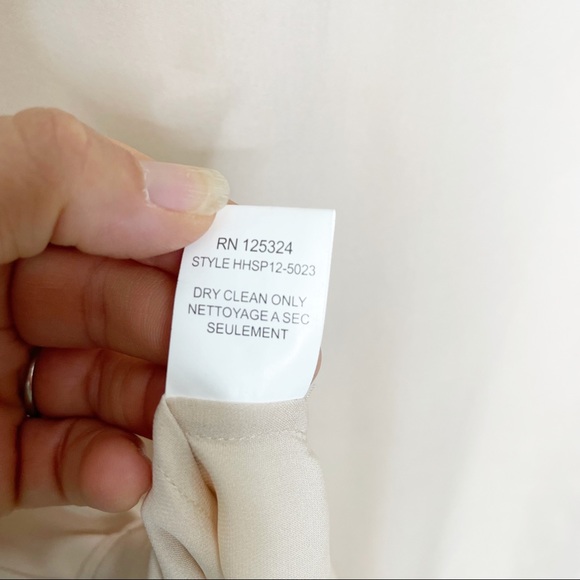 RN 125324
STYLE HHSP12-5023
DRY CLEAN ONLY
NETTOYAGE A SEC
SEULEMENT